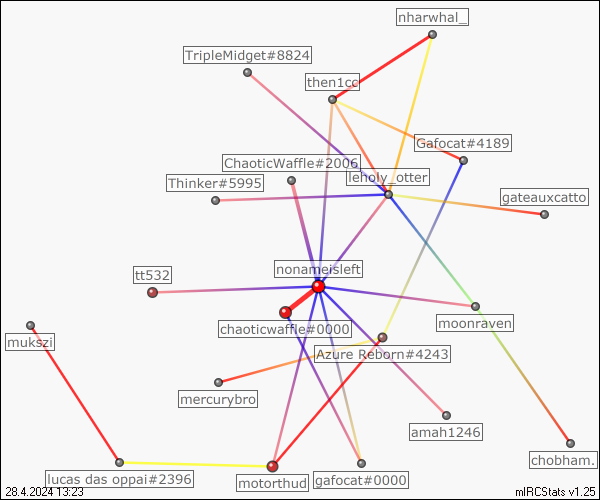 nharwhal_
TripleMidget#8824
then1cc
Gafocat#4189
ChaoticWaffle#2006
leholy_otter
Thinker#5995
gateauxcatto
nonameisleft
tt532
chaoticwaffle#0000
moonraven
mukszi
Azure Reborn#4243
mercurybro
amah1246
chobham.
lucas das oppai#2396
motorthud
gafocat#0000
28.4.2024 13:23
mIRCStats v1.25